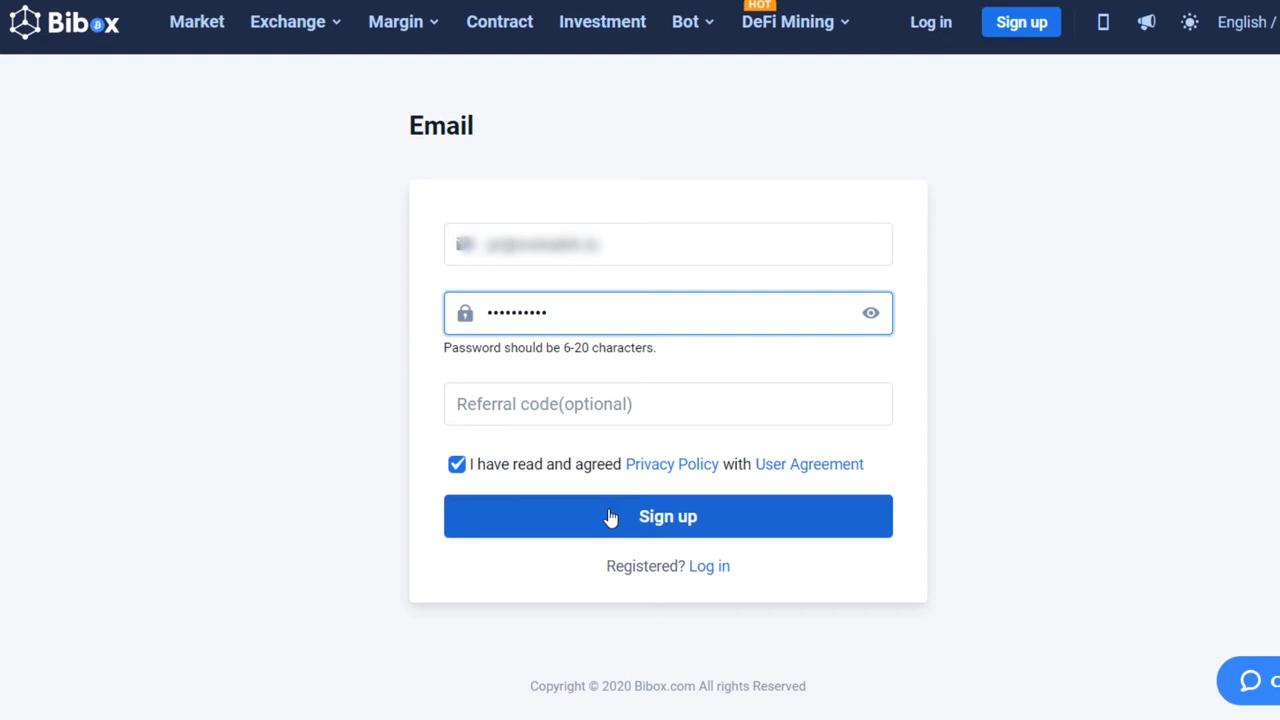 Bibox Market Exchange Margin Contract Investment Bot HOT DeFi Mining Log in Sign up English /
Email
••••••••••
Password should be 6-20 characters.
Referral code(optional)
I have read and agreed Privacy Policy with User Agreement
Sign up
Registered? Log in
Copyright © 2020 Bibox.com All rights Reserved